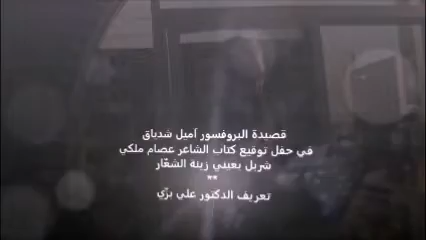 قصيدة البروفسور أميل شدياق
في حفل توقيع كتاب الشاعر عصام ملكي
شربل بعيني زينة الشعّار
**
تعريف الدكتور علي بزّي